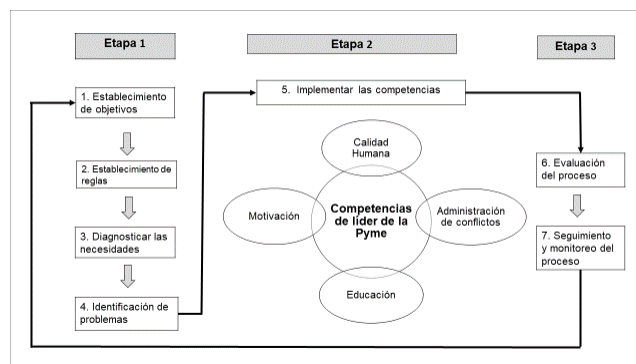 Etapa 1
1. Establecimiento
de objetivos
2. Establecimiento de
reglas
3. Diagnosticar las
necesidades
4. Identificación de
problemas
Etapa 2
5. Implementar las competencias
Calidad
Humana
Motivación
Competencias
de líder de la
Pyme
Administración
de conflictos
Educación
Etapa 3
6. Evaluación
del proceso
7. Seguimiento
y monitoreo del
proceso